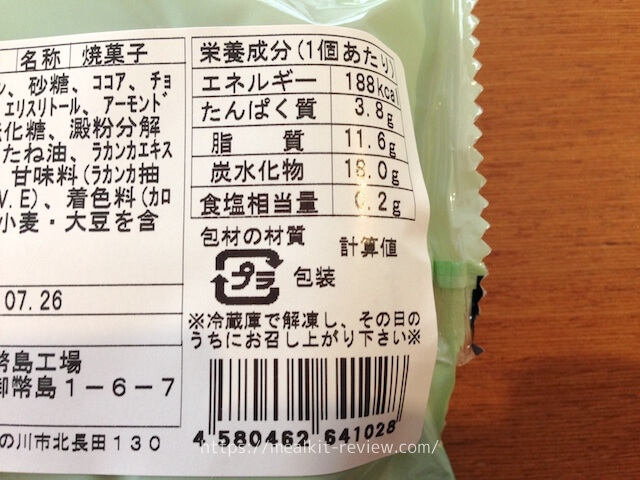 名称 焼菓子
ン、砂糖、ココア、チョ
エリスリトール、アーモンド
化糖、澱粉分解
たね油、ラカンカエキス
甘味料(ラカンカ抽
V.E)、着色料(カロ
小麦・大豆を含
07.26
幣島工場
御幣島1-6-7
の川市北長田130
栄養成分(1個あたり)
エネルギー 188kcal
たんぱく質 3.8g
脂 質 11.6g
炭水化物 18.0g
食塩相当量 0.2g
包材の材質 計算値
プラ 包装
※冷蔵庫で解凍し、その日の
うちにお召し上がり下さい※
4 580462 641028
https://mealkit-review.com/